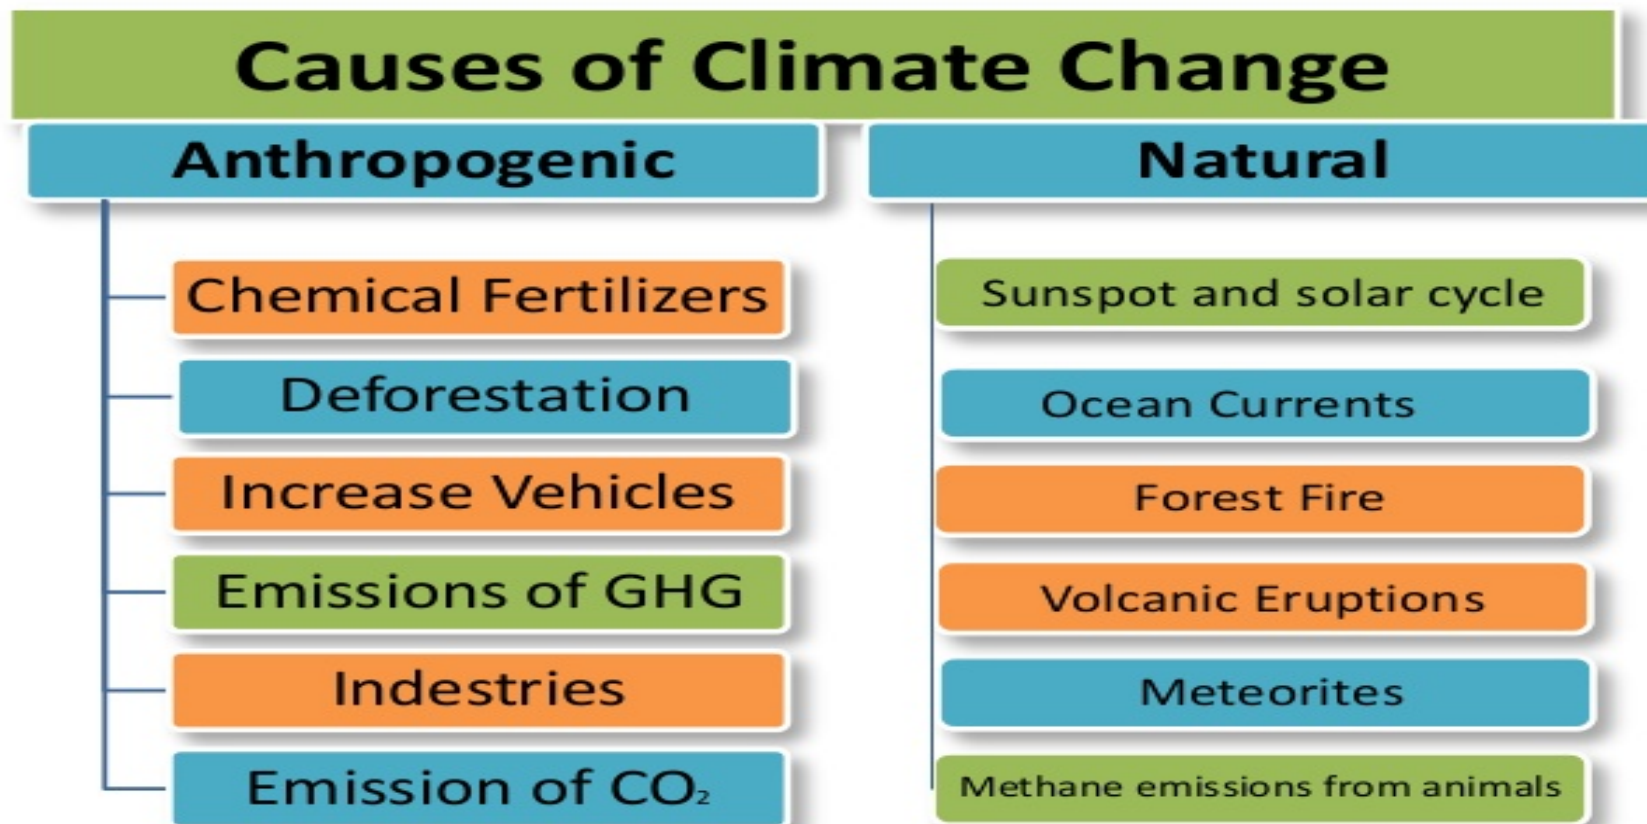 Causes of Climate Change
Anthropogenic
Chemical Fertilizers
Deforestation
Increase Vehicles
Emissions of GHG
Indestries
Emission of CO₂
Natural
Sunspot and solar cycle
Ocean Currents
Forest Fire
Volcanic Eruptions
Meteorites
Methane emissions from animals